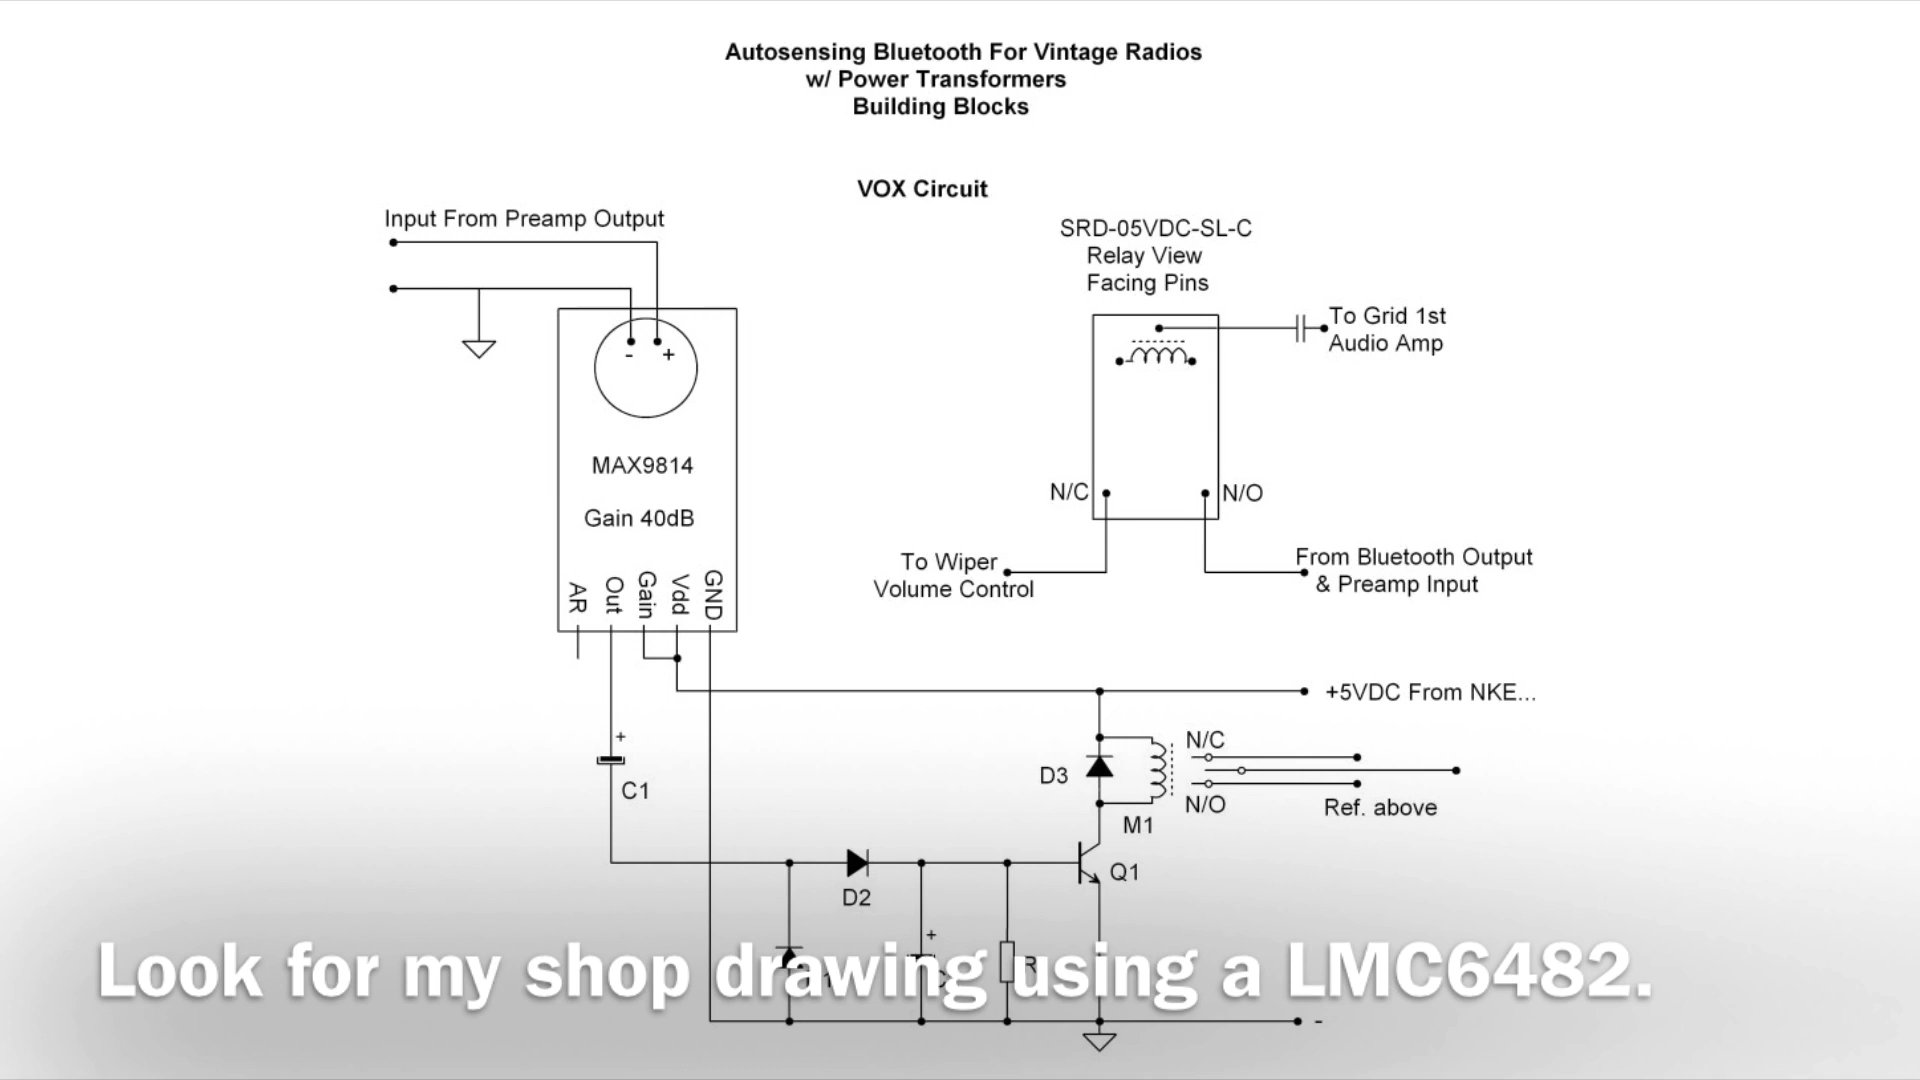 Autosensing Bluetooth For Vintage Radios
w/ Power Transformers
Building Blocks
VOX Circuit
Input From Preamp Output
SRD-05VDC-SL-C
Relay View
Facing Pins
To Grid 1st
Audio Amp
- +
MAX9814
Gain 40dB
N/C
N/O
To Wiper
Volume Control
From Bluetooth Output
& Preamp Input
AR
Out
Gain
Vdd
GND
+5VDC From NKE...
+
C1
D3
N/C
N/O
Ref. above
M1
Q1
D2
+
R
Look for my shop drawing using a LMC6482.
-